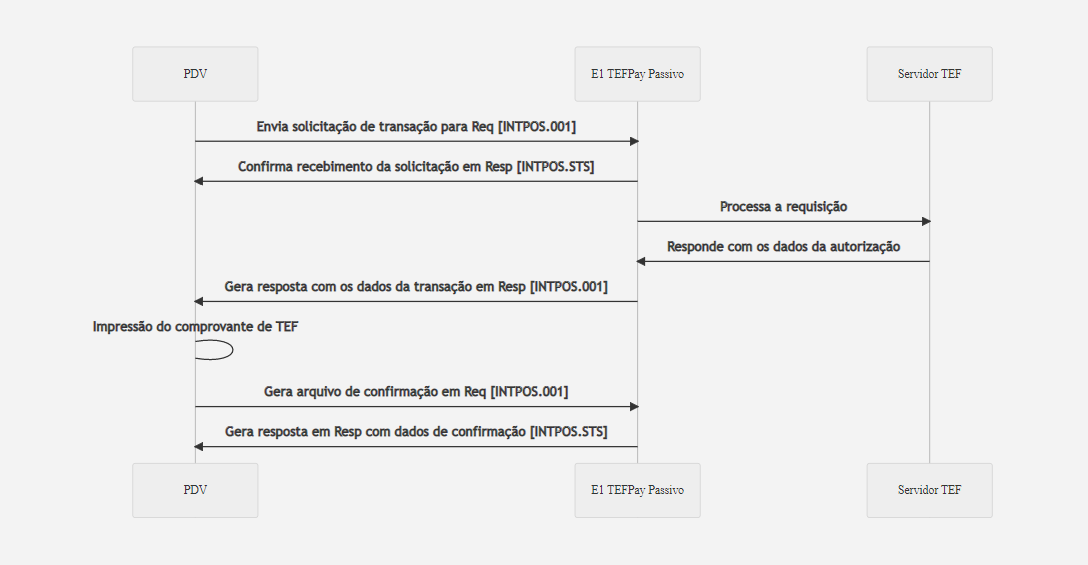 PDV
E1 TEFPay Passivo
Servidor TEF
Envia solicitação de transação para Req [INTPOS.001]
Confirma recebimento da solicitação em Resp [INTPOS.STS]
Processa a requisição
Responde com os dados da autorização
Gera resposta com os dados da transação em Resp [INTPOS.001]
Impressão do comprovante de TEF
Gera arquivo de confirmação em Req [INTPOS.001]
Gera resposta em Resp com dados de confirmação [INTPOS.STS]
PDV
E1 TEFPay Passivo
Servidor TEF